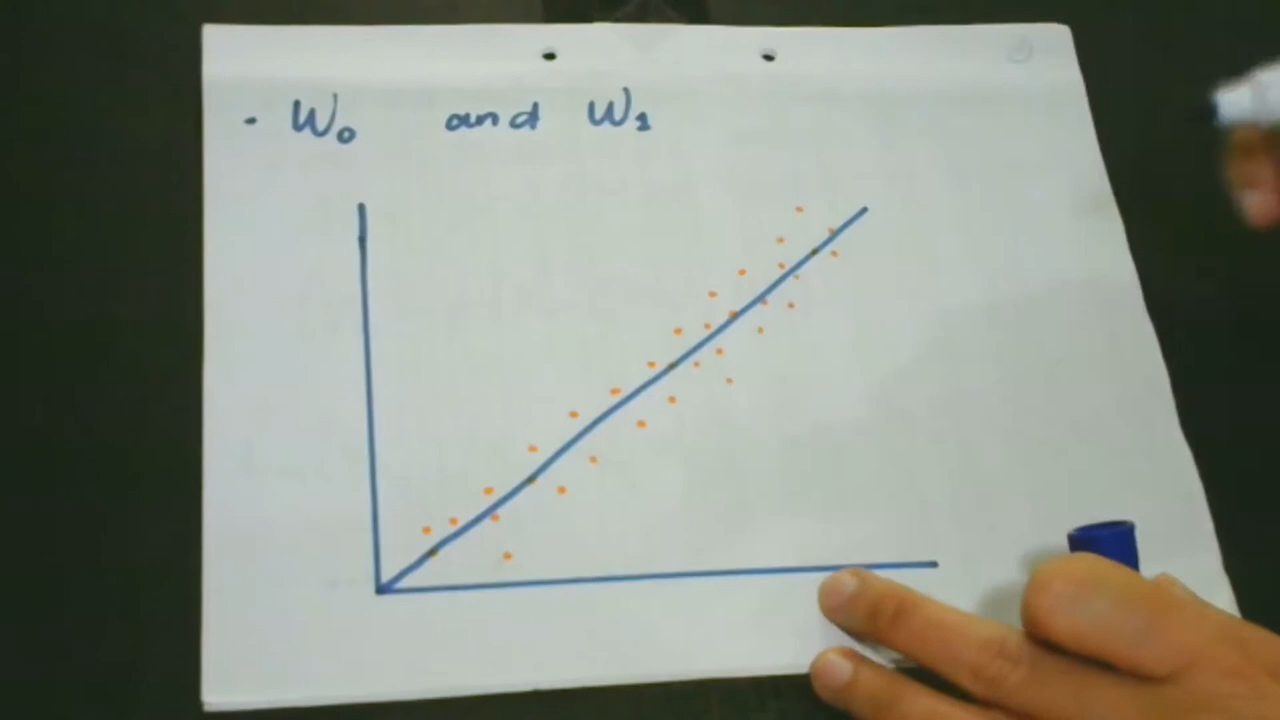 • W₀ and W₁